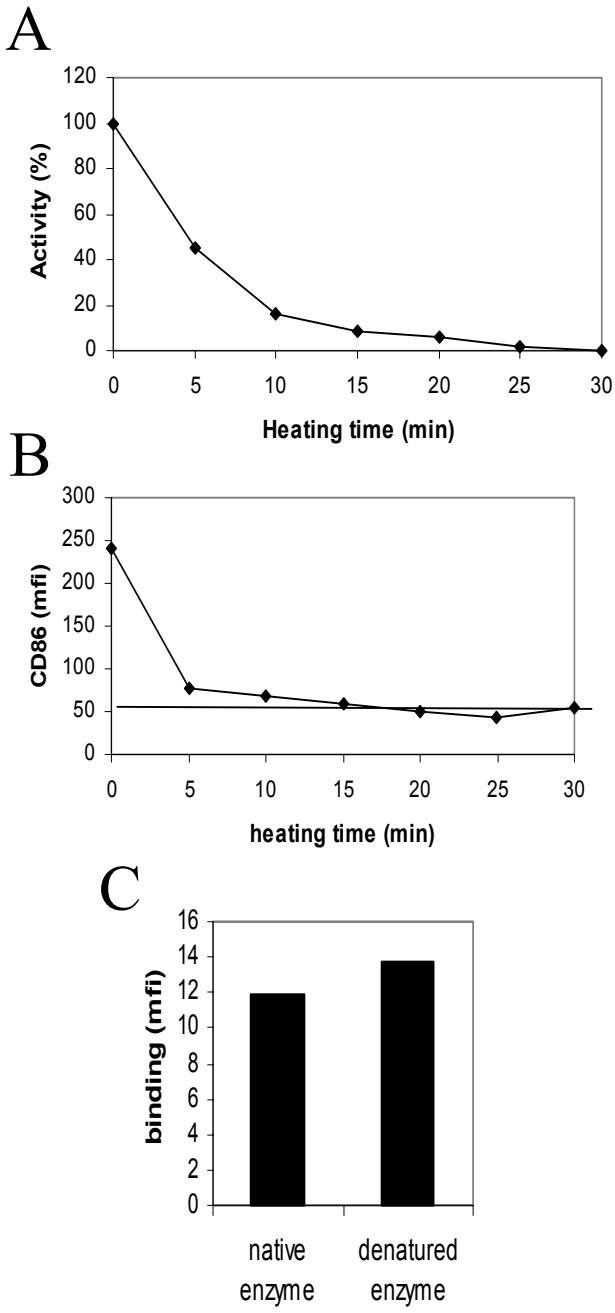 A
120
100
80
60
40
20
0
Activity (%)
0 5 10 15 20 25 30
Heating time (min)
B
300
250
200
150
100
50
0
CD86 (mfi)
0 5 10 15 20 25 30
heating time (min)
C
16
14
12
10
8
6
4
2
0
binding (mfi)
native denatured
enzyme enzyme